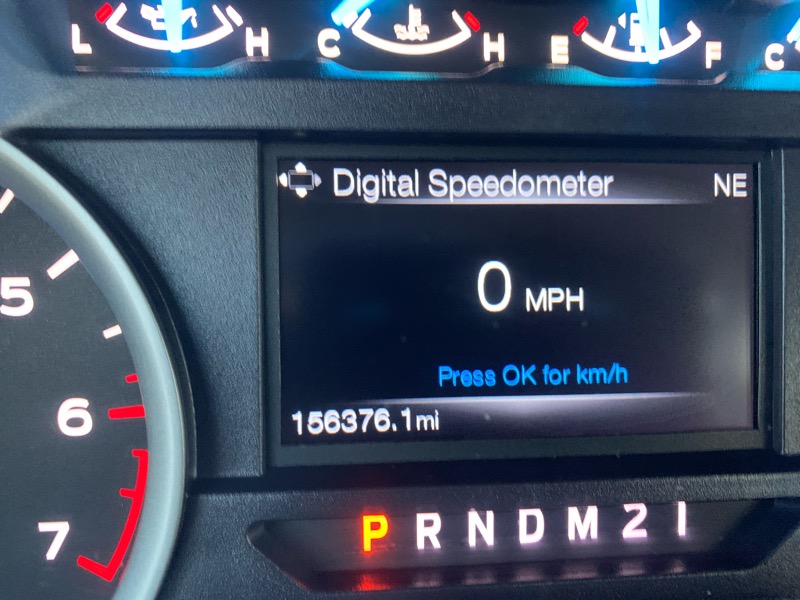 L H C H E F C
Digital Speedometer NE
5
0 MPH
Press OK for km/h
6
156376.1mi
7
P R N D M 2 1